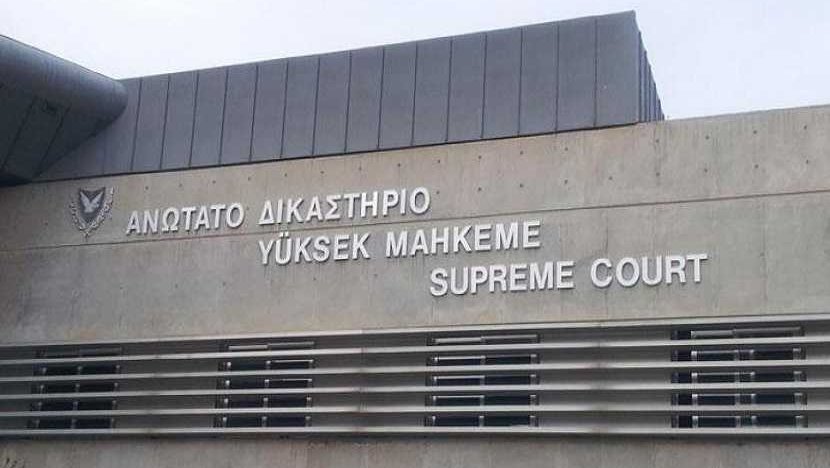 ΑΝΩΤΑΤΟ ΔΙΚΑΣΤΗΡΙΟ
YÜKSEK MAHKEME
SUPREME COURT